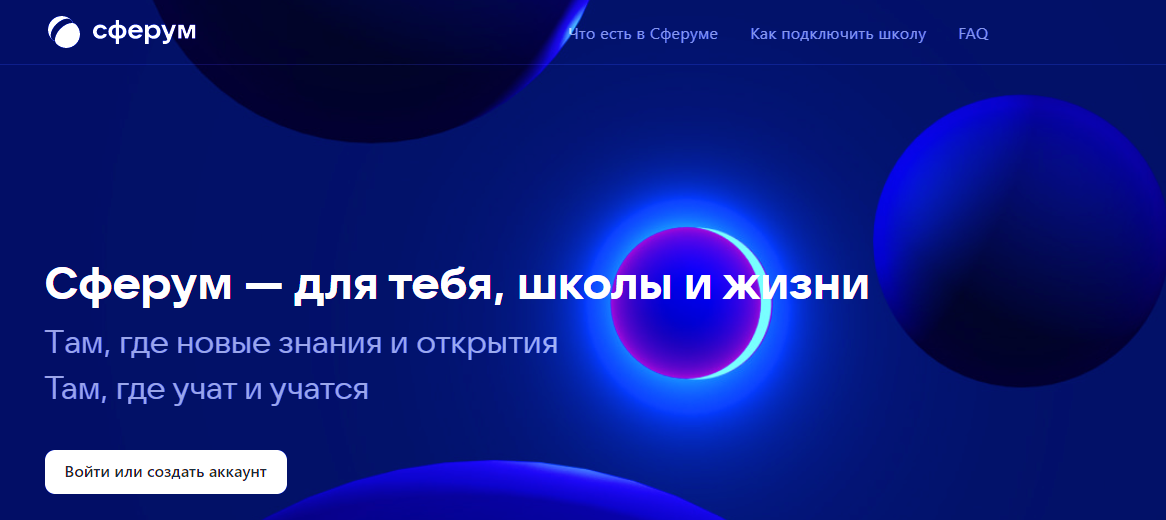 сферум
Что есть в Сферуме
Как подключить школу
FAQ
Сферум — для тебя, школы и жизни
Там, где новые знания и открытия
Там, где учат и учатся
Войти или создать аккаунт